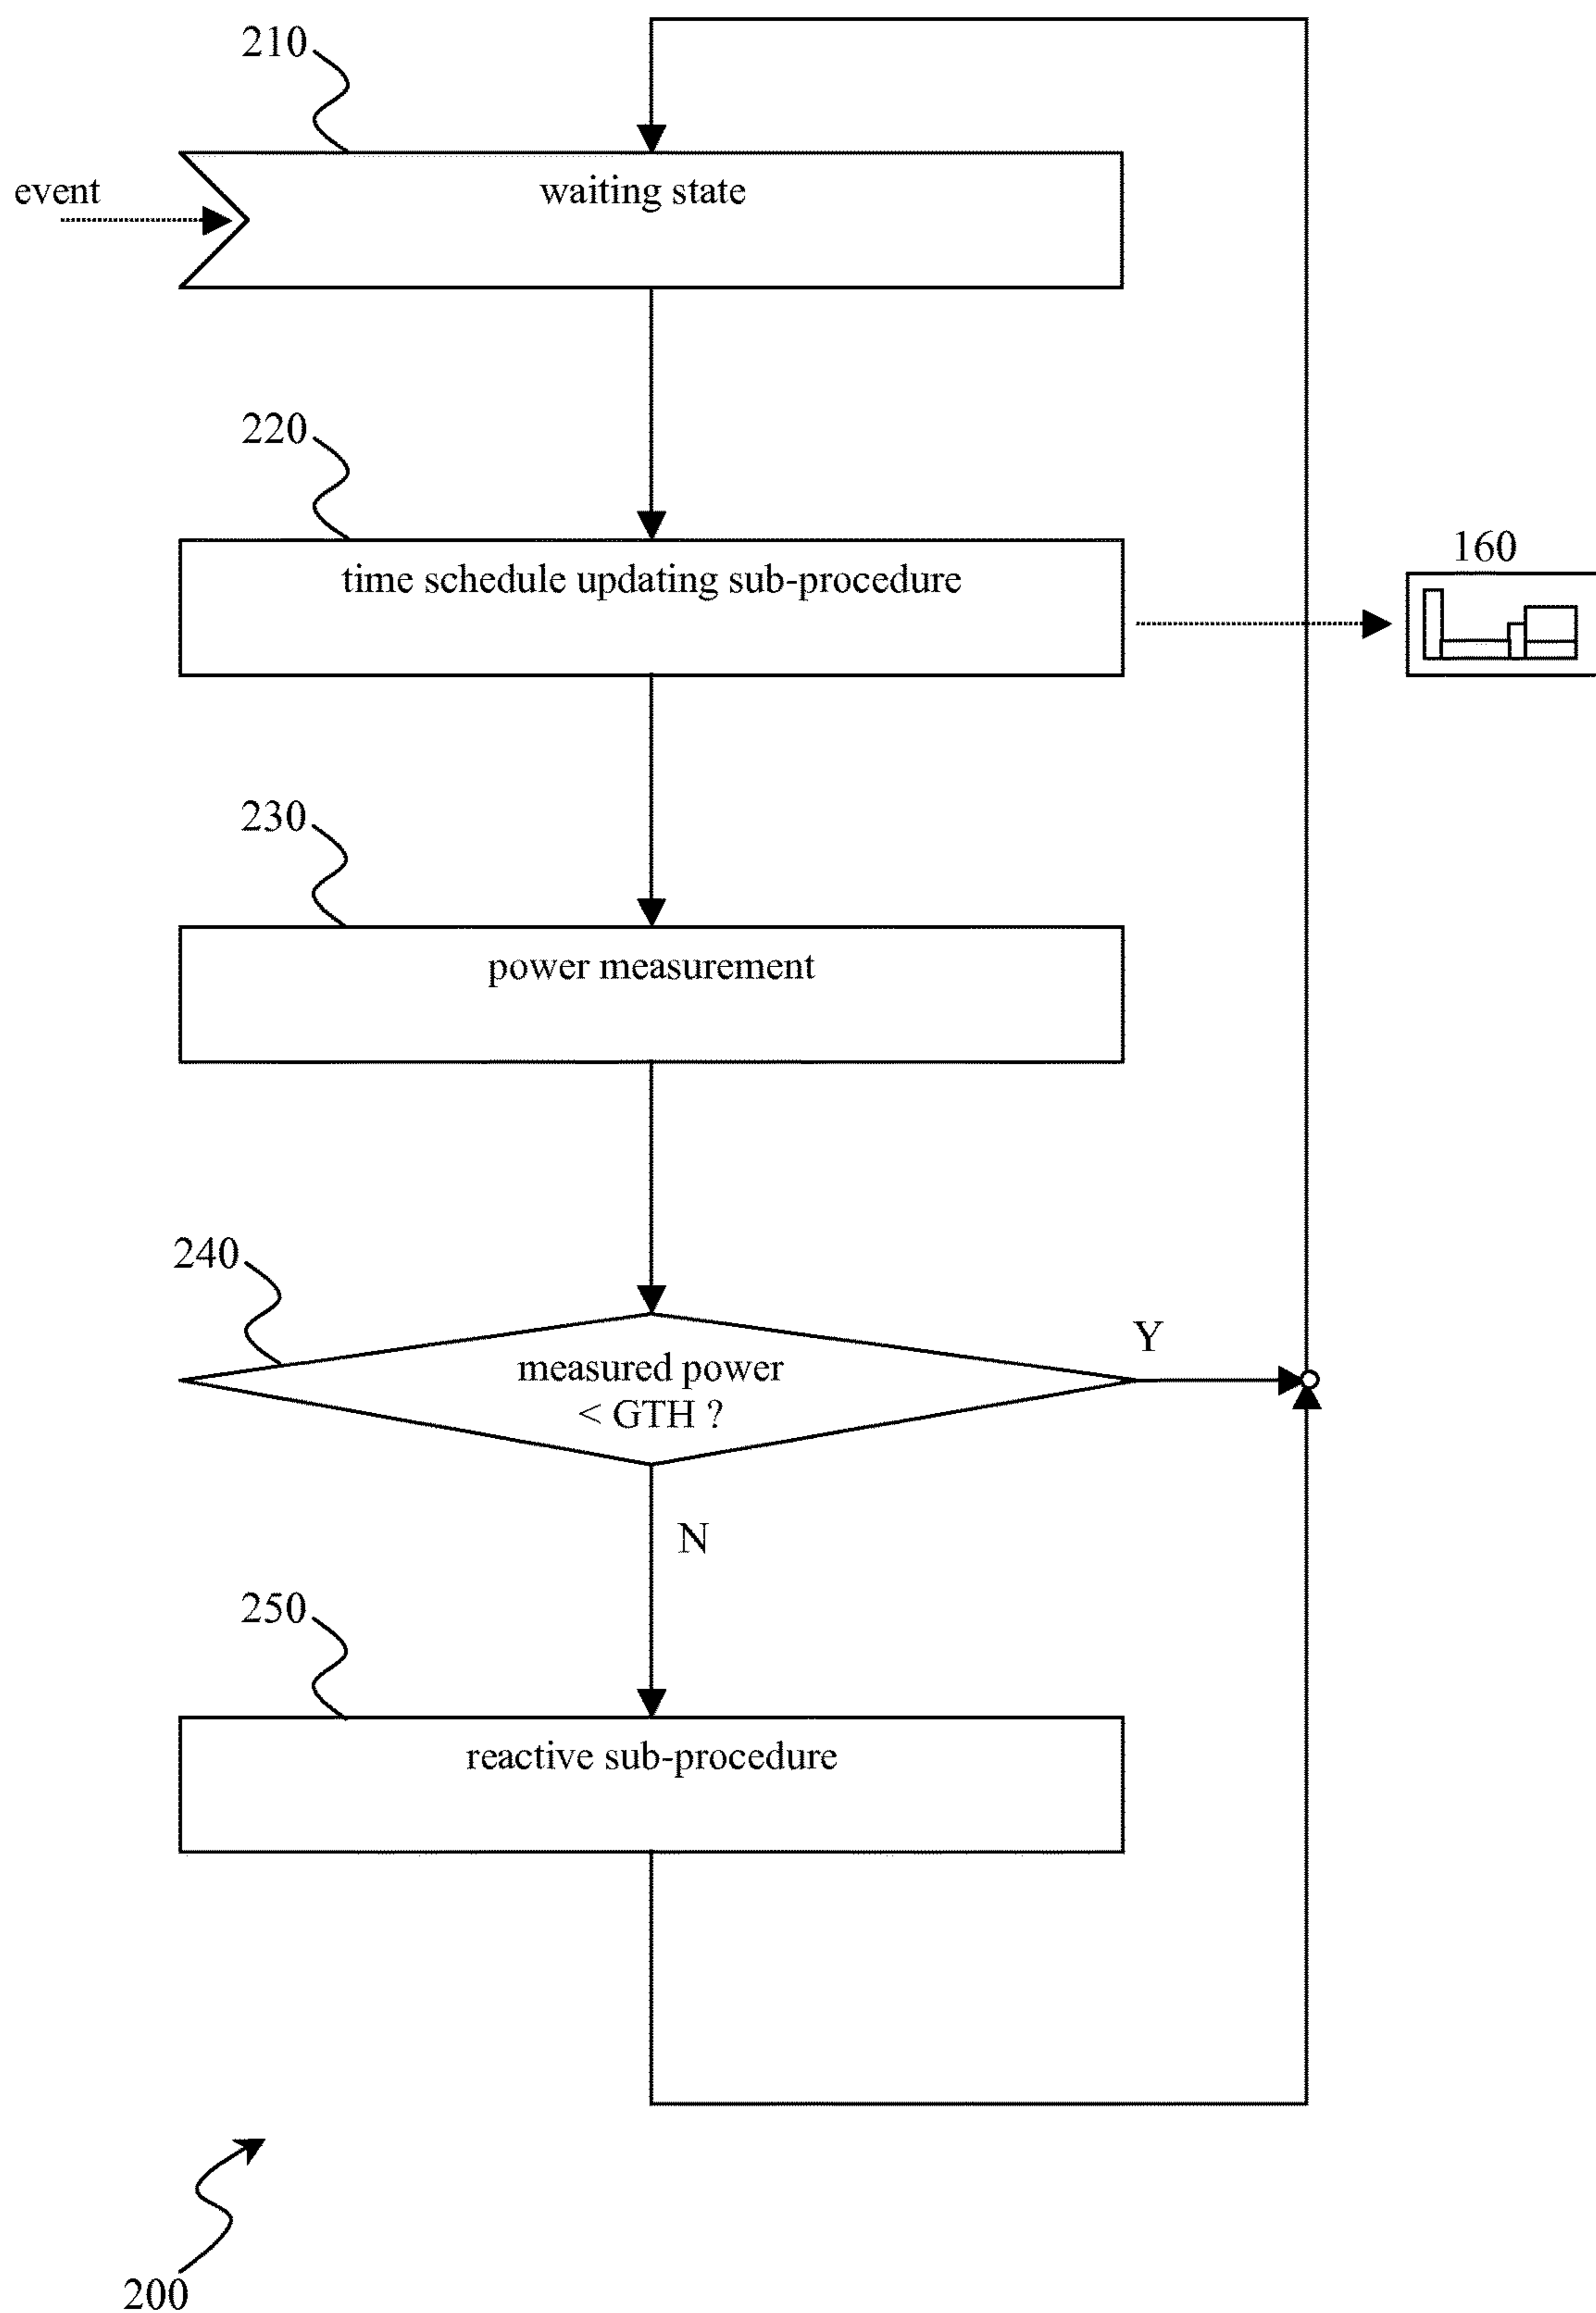 210
event
waiting state
220
time schedule updating sub-procedure
160
230
power measurement
240
measured power
< GTH ?
Y
N
250
reactive sub-procedure
200